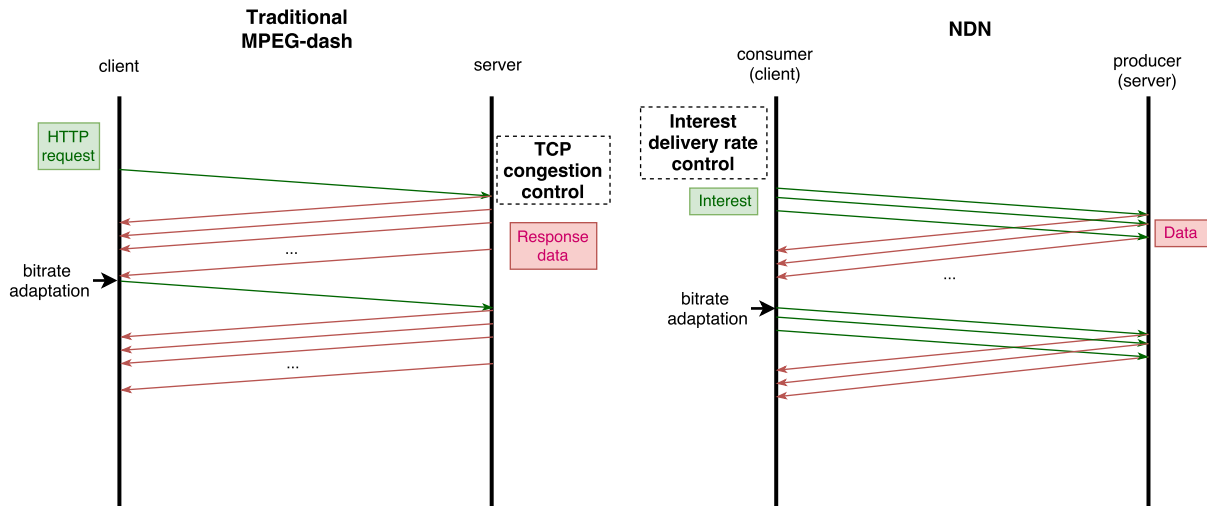 Traditional
MPEG-dash
client
server
HTTP
request
TCP
congestion
control
Response
data
...
bitrate
adaptation
...
NDN
consumer
(client)
producer
(server)
Interest
delivery rate
control
Interest
Data
...
bitrate
adaptation